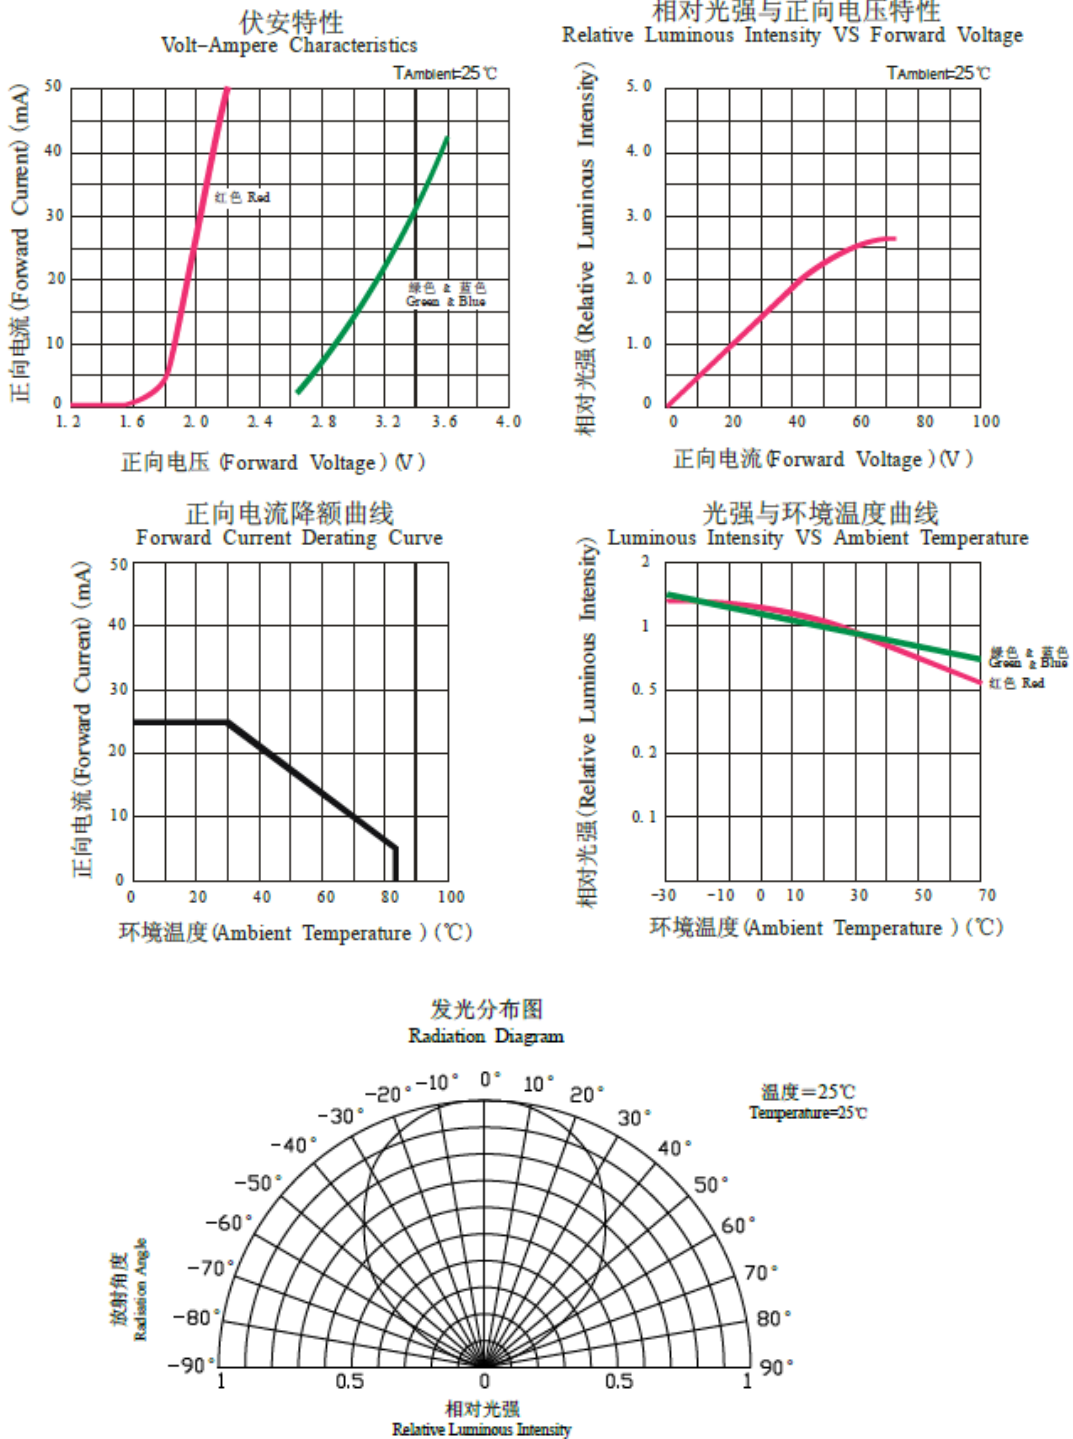 伏安特性
Volt-Ampere Characteristics
TAmbient=25℃
正向电流(Forward Current)(mA)
50
40
30
20
10
0
红色 Red
绿色 & 蓝色
Green & Blue
1.2 1.6 2.0 2.4 2.8 3.2 3.6 4.0
正向电压(Forward Voltage)(V)
相对光强与正向电压特性
Relative Luminous Intensity VS Forward Voltage
TAmbient=25℃
相对光强(Relative Luminous Intensity)
5.0
4.0
3.0
2.0
1.0
0
0 20 40 60 80 100
正向电流(Forward Voltage)(V)
正向电流降额曲线
Forward Current Derating Curve
正向电流(Forward Current)(mA)
50
40
30
20
10
0
0 20 40 60 80 100
环境温度(Ambient Temperature)(℃)
光强与环境温度曲线
Luminous Intensity VS Ambient Temperature
相对光强(Relative Luminous Intensity)
2
1
0.5
0.2
0.1
绿色 & 蓝色
Green & Blue
红色 Red
-30 -10 0 10 30 50 70
环境温度(Ambient Temperature)(℃)
发光分布图
Radiation Diagram
温度=25℃
Temperature=25℃
放射角度
Radiation Angle
-90° -80° -70° -60° -50° -40° -30° -20° -10° 0° 10° 20° 30° 40° 50° 60° 70° 80° 90°
1 0.5 0 0.5 1
相对光强
Relative Luminous Intensity